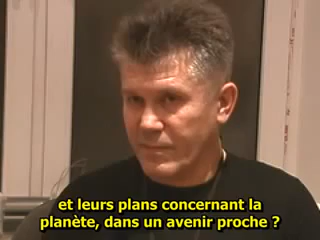 et leurs plans concernant la
planète, dans un avenir proche ?